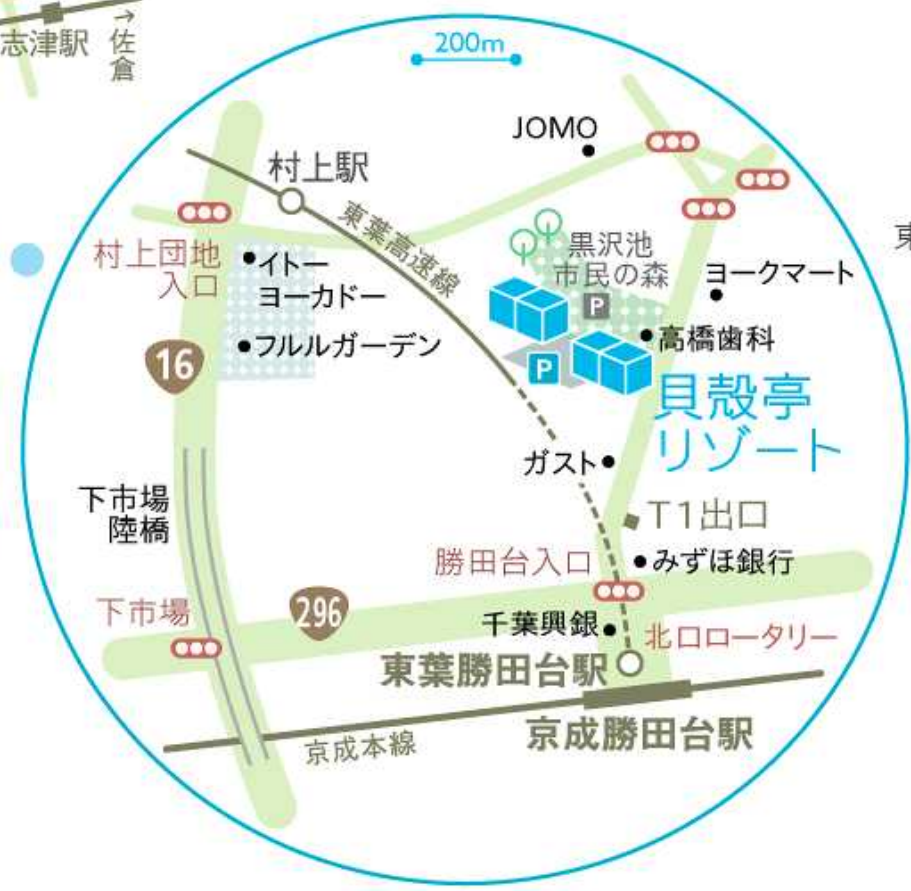 志津駅
→佐倉
200m
JOMO
村上駅
東葉高速線
村上団地
入口
イトー
ヨーカドー
フルルガーデン
黒沢池
市民の森
P
ヨークマート
高橋歯科
P
貝殻亭
リゾート
16
ガスト
下市場
陸橋
T1出口
勝田台入口
みずほ銀行
下市場
296
千葉興銀
北口ロータリー
東葉勝田台駅
京成勝田台駅
京成本線
東